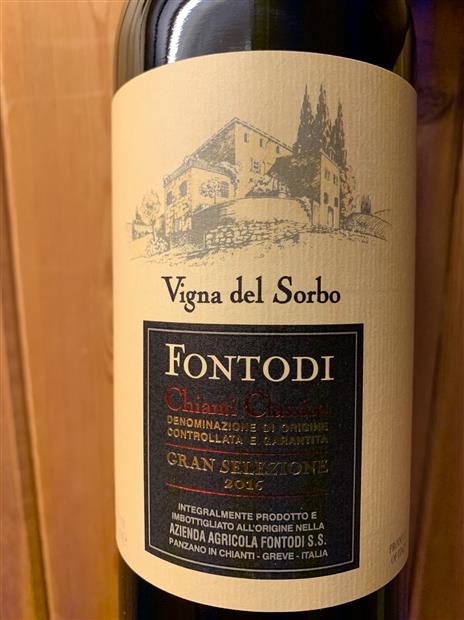 Vigna del Sorbo
FONTODI
Chianti Classico
DENOMINAZIONE DI ORIGINE
CONTROLLATA E GARANTITA
GRAN SELEZIONE
2016
INTEGRALMENTE PRODOTTO E
IMBOTTIGLIATO ALL'ORIGINE NELLA
AZIENDA AGRICOLA FONTODI S.S.
PANZANO IN CHIANTI - GREVE - ITALIA